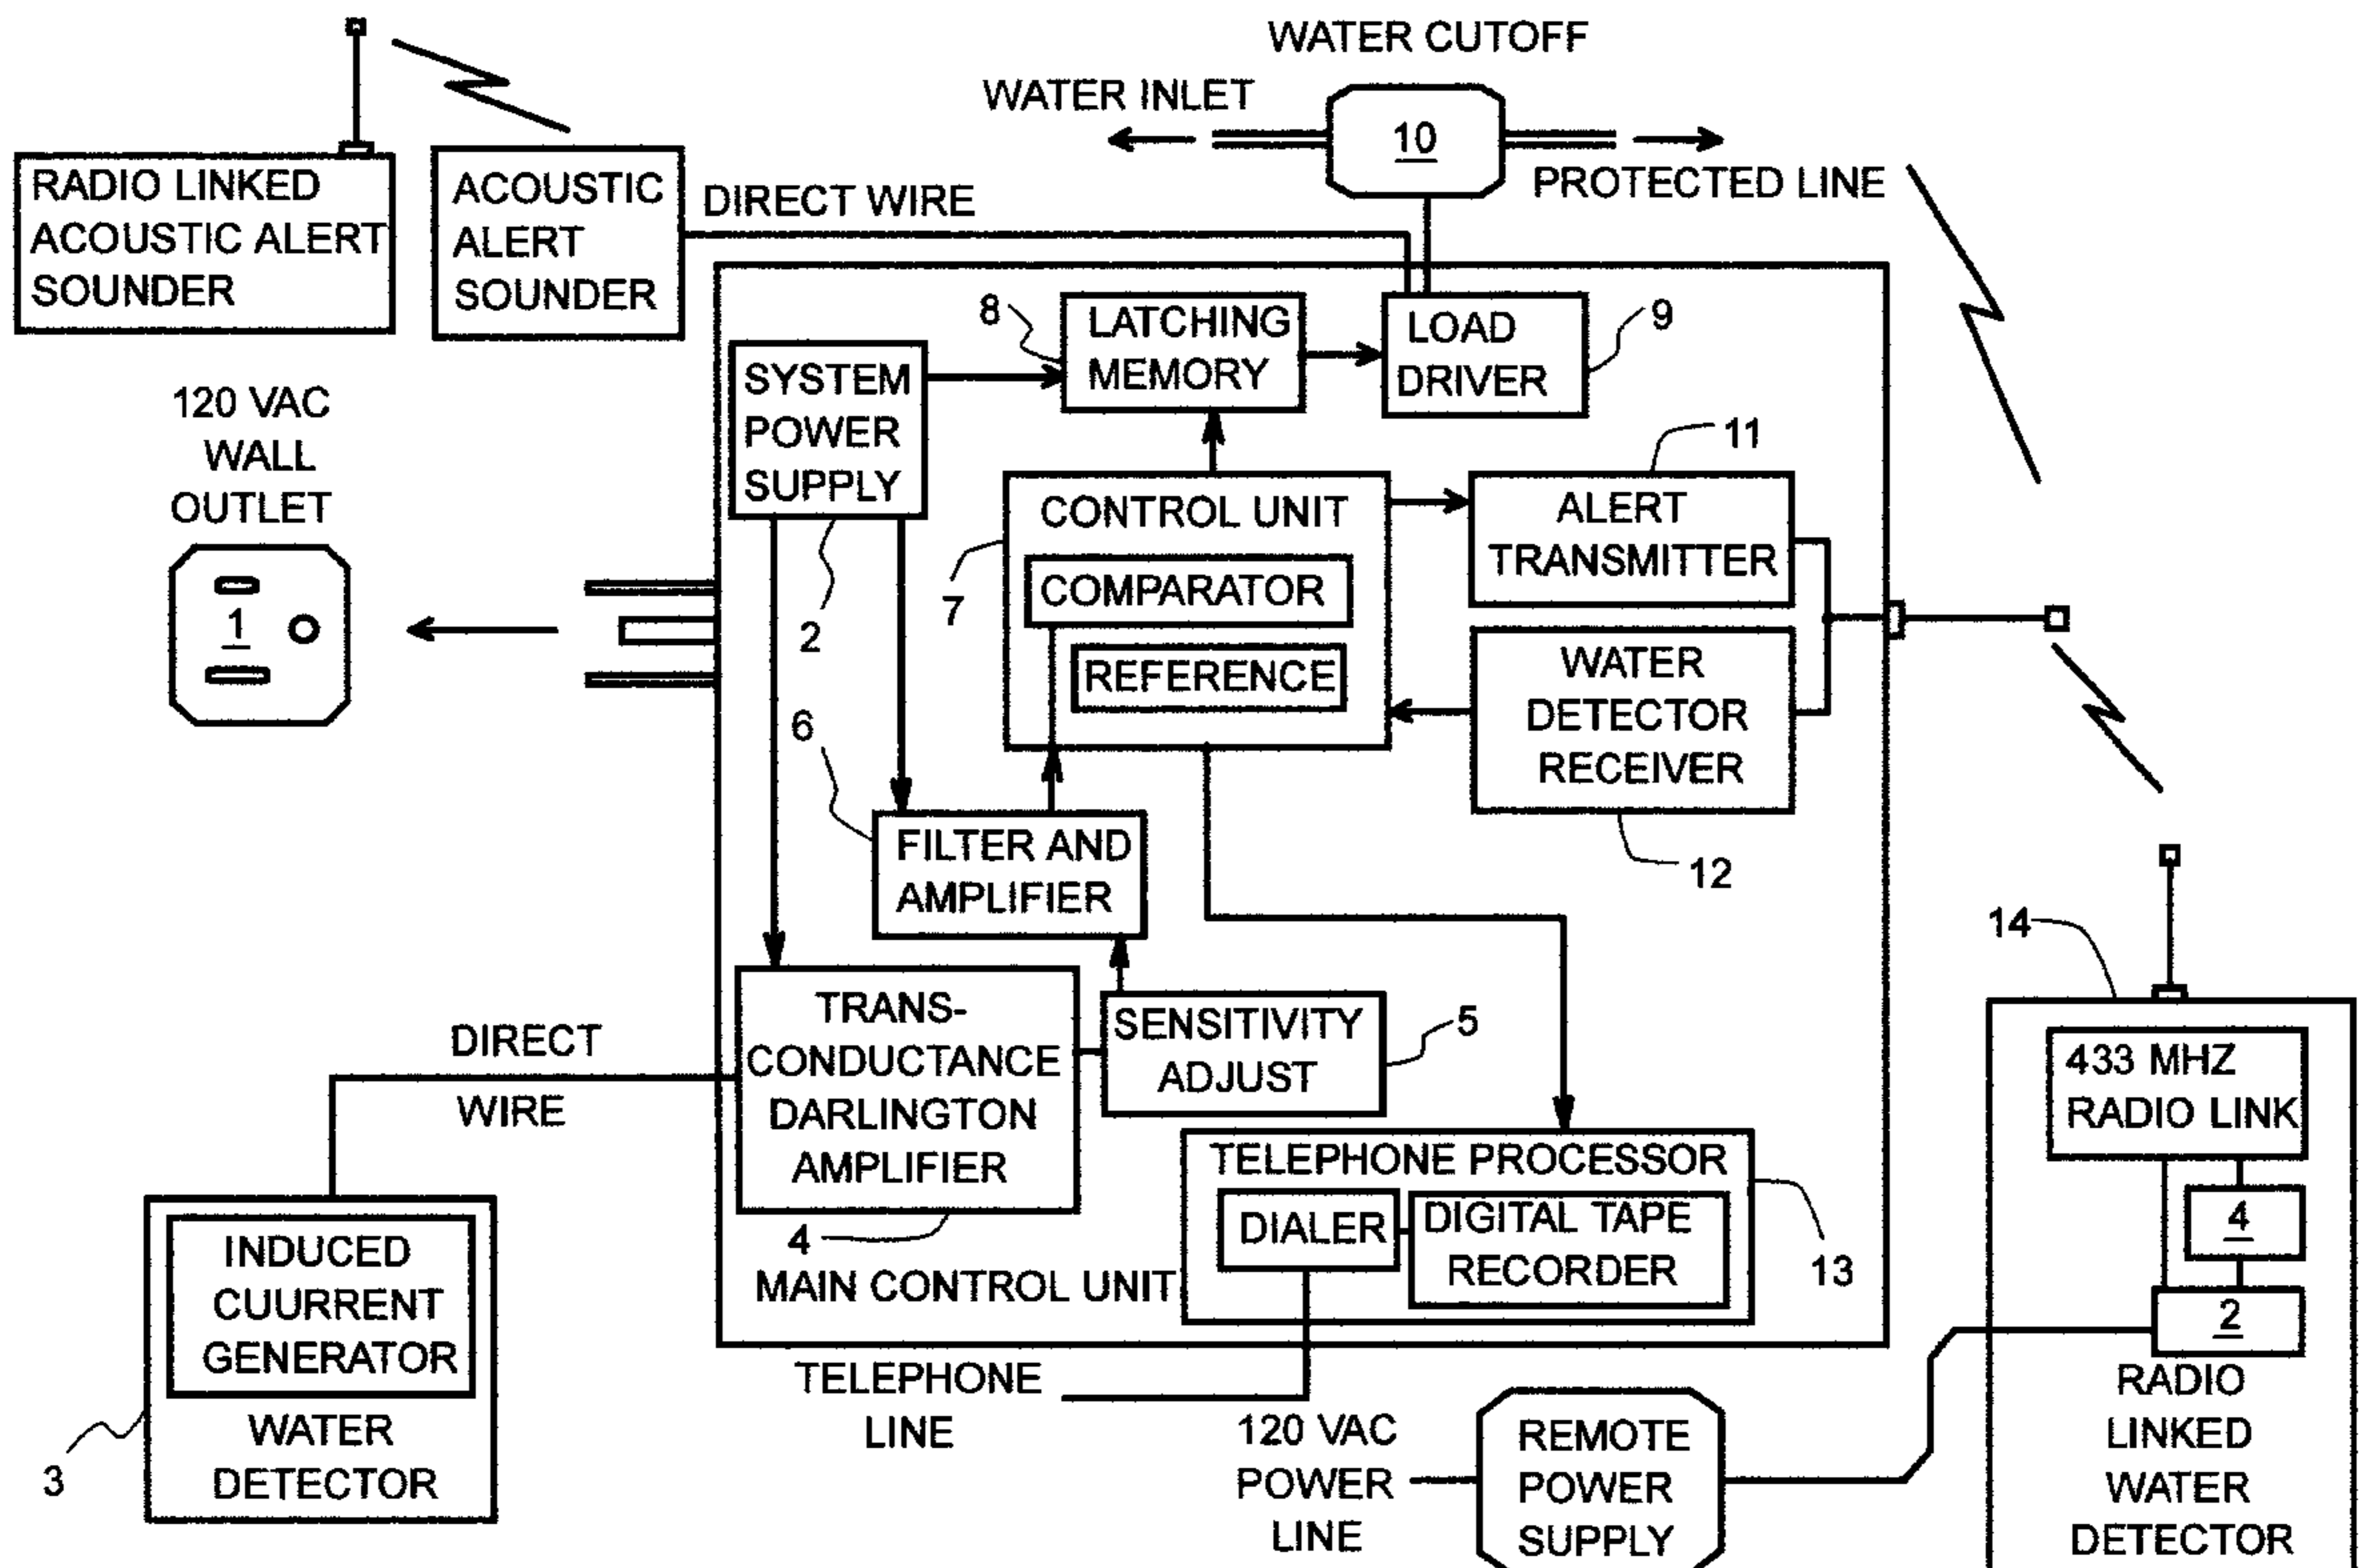 WATER CUTOFF
WATER INLET
10
PROTECTED LINE
RADIO LINKED
ACOUSTIC ALERT
SOUNDER
ACOUSTIC
ALERT
SOUNDER
DIRECT WIRE
8
LATCHING
MEMORY
LOAD
DRIVER
9
SYSTEM
POWER
SUPPLY
2
120 VAC
WALL
OUTLET
1
CONTROL UNIT
COMPARATOR
REFERENCE
7
11
ALERT
TRANSMITTER
WATER
DETECTOR
RECEIVER
12
6
FILTER AND
AMPLIFIER
TRANS-
CONDUCTANCE
DARLINGTON
AMPLIFIER
4
SENSITIVITY
ADJUST
5
DIRECT
WIRE
INDUCED
CUURRENT
GENERATOR
WATER
DETECTOR
3
TELEPHONE PROCESSOR
DIALER
DIGITAL TAPE
RECORDER
13
MAIN CONTROL UNIT
TELEPHONE
LINE
120 VAC
POWER
LINE
REMOTE
POWER
SUPPLY
14
433 MHZ
RADIO LINK
4
2
RADIO
LINKED
WATER
DETECTOR